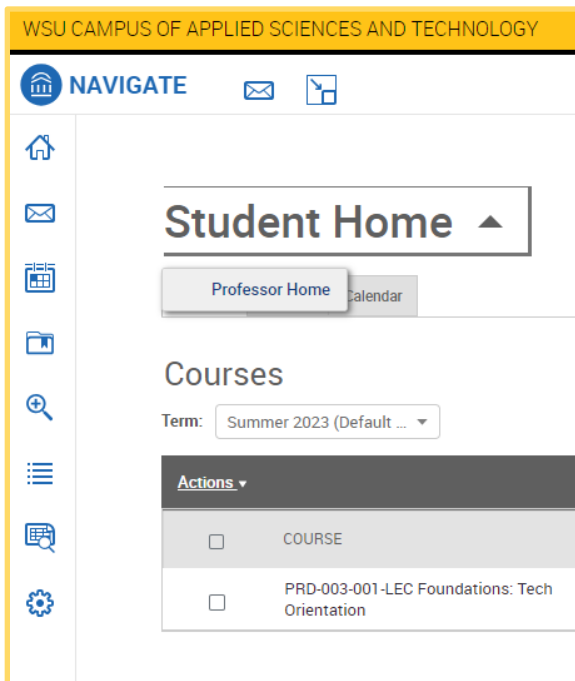 WSU CAMPUS OF APPLIED SCIENCES AND TECHNOLOGY
NAVIGATE
Student Home
Professor Home
Calendar
Courses
Term: Summer 2023 (Default ...
Actions
COURSE
PRD-003-001-LEC Foundations: Tech
Orientation